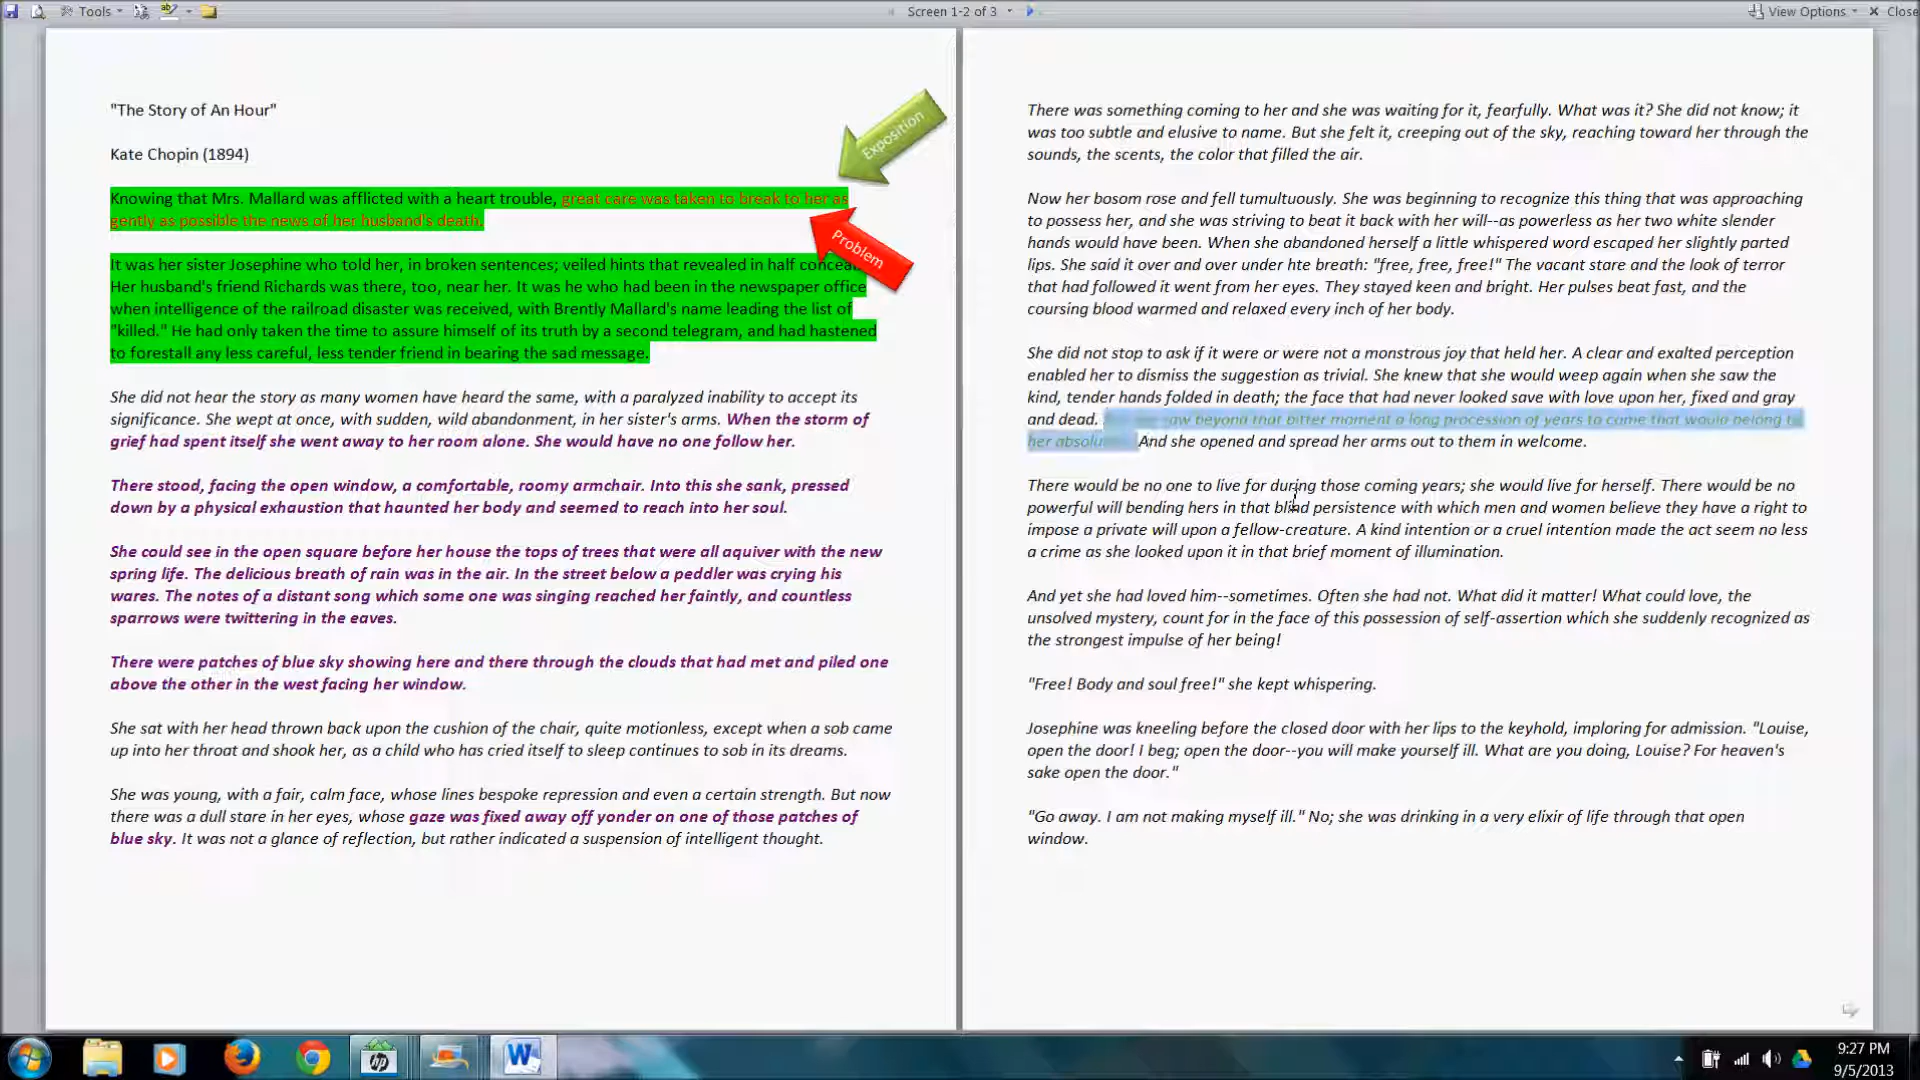 Tools
Screen 1-2 of 3
View Options
Close
"The Story of An Hour"
Kate Chopin (1894)
Exposition
Knowing that Mrs. Mallard was afflicted with a heart trouble, great care was taken to break to her as
gently as possible the news of her husband's death.
Problem
It was her sister Josephine who told her, in broken sentences; veiled hints that revealed in half
Her husband's friend Richards was there, too, near her. It was he who had been in the newspaper office
when intelligence of the railroad disaster was received, with Brently Mallard's name leading the list of
"killed." He had only taken the time to assure himself of its truth by a second telegram, and had hastened
to forestall any less careful, less tender friend in bearing the sad message.
She did not hear the story as many women have heard the same, with a paralyzed inability to accept its
significance. She wept at once, with sudden, wild abandonment, in her sister's arms. When the storm of
grief had spent itself she went away to her room alone. She would have no one follow her.
There stood, facing the open window, a comfortable, roomy armchair. Into this she sank, pressed
down by a physical exhaustion that haunted her body and seemed to reach into her soul.
She could see in the open square before her house the tops of trees that were all aquiver with the new
spring life. The delicious breath of rain was in the air. In the street below a peddler was crying his
wares. The notes of a distant song which some one was singing reached her faintly, and countless
sparrows were twittering in the eaves.
There were patches of blue sky showing here and there through the clouds that had met and piled one
above the other in the west facing her window.
She sat with her head thrown back upon the cushion of the chair, quite motionless, except when a sob came
up into her throat and shook her, as a child who has cried itself to sleep continues to sob in its dreams.
She was young, with a fair, calm face, whose lines bespoke repression and even a certain strength. But now
there was a dull stare in her eyes, whose gaze was fixed away off yonder on one of those patches of
blue sky. It was not a glance of reflection, but rather indicated a suspension of intelligent thought.
There was something coming to her and she was waiting for it, fearfully. What was it? She did not know; it
was too subtle and elusive to name. But she felt it, creeping out of the sky, reaching toward her through the
sounds, the scents, the color that filled the air.
Now her bosom rose and fell tumultuously. She was beginning to recognize this thing that was approaching
to possess her, and she was striving to beat it back with her will--as powerless as her two white slender
hands would have been. When she abandoned herself a little whispered word escaped her slightly parted
lips. She said it over and over under hte breath: "free, free, free!" The vacant stare and the look of terror
that had followed it went from her eyes. They stayed keen and bright. Her pulses beat fast, and the
coursing blood warmed and relaxed every inch of her body.
She did not stop to ask if it were or were not a monstrous joy that held her. A clear and exalted perception
enabled her to dismiss the suggestion as trivial. She knew that she would weep again when she saw the
kind, tender hands folded in death; the face that had never looked save with love upon her, fixed and gray
and dead. saw beyond that bitter moment a long procession of years to come that would belong to
her And she opened and spread her arms out to them in welcome.
There would be no one to live for during those coming years; she would live for herself. There would be no
powerful will bending hers in that blind persistence with which men and women believe they have a right to
impose a private will upon a fellow-creature. A kind intention or a cruel intention made the act seem no less
a crime as she looked upon it in that brief moment of illumination.
And yet she had loved him--sometimes. Often she had not. What did it matter! What could love, the
unsolved mystery, count for in the face of this possession of self-assertion which she suddenly recognized as
the strongest impulse of her being!
"Free! Body and soul free!" she kept whispering.
Josephine was kneeling before the closed door with her lips to the keyhold, imploring for admission. "Louise,
open the door! I beg; open the door--you will make yourself ill. What are you doing, Louise? For heaven's
sake open the door."
"Go away. I am not making myself ill." No; she was drinking in a very elixir of life through that open
window.
hp
W
9:27 PM
9/5/2013